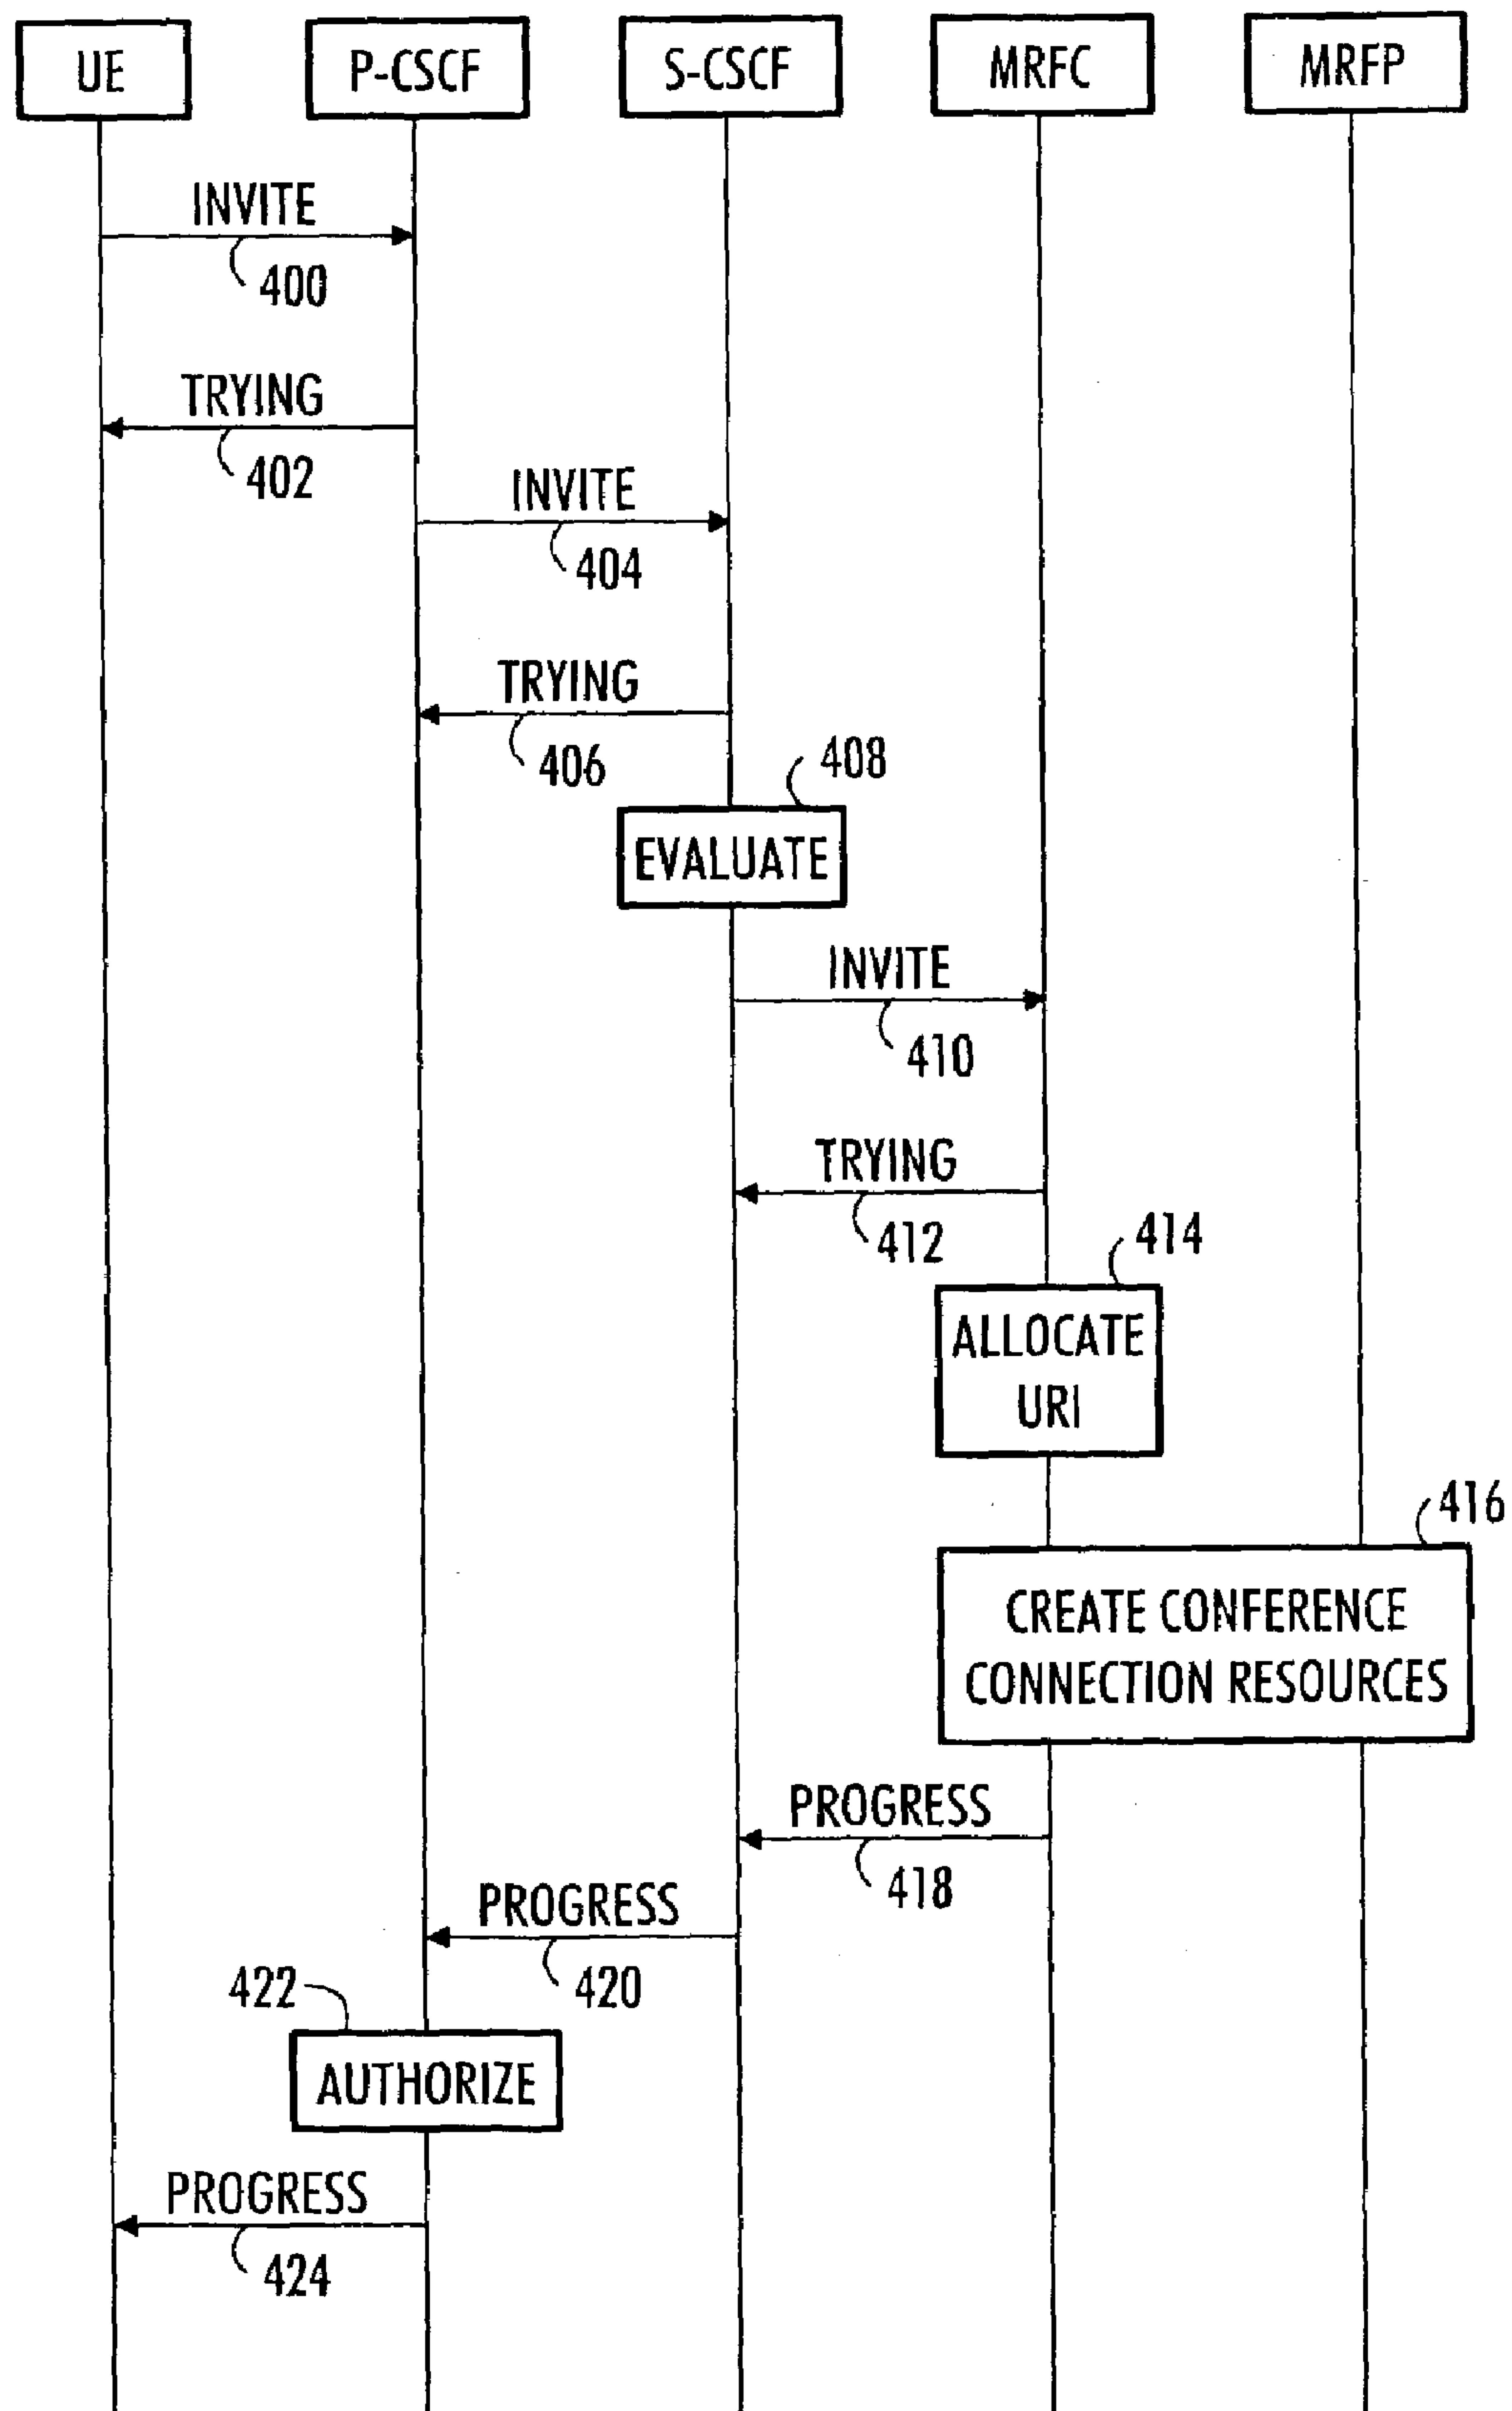 UE
P-CSCF
S-CSCF
MRFC
MRFP
INVITE
400
TRYING
402
INVITE
404
TRYING
406
408
EVALUATE
INVITE
410
TRYING
412
414
ALLOCATE
URI
416
CREATE CONFERENCE
CONNECTION RESOURCES
PROGRESS
418
PROGRESS
420
422
AUTHORIZE
PROGRESS
424